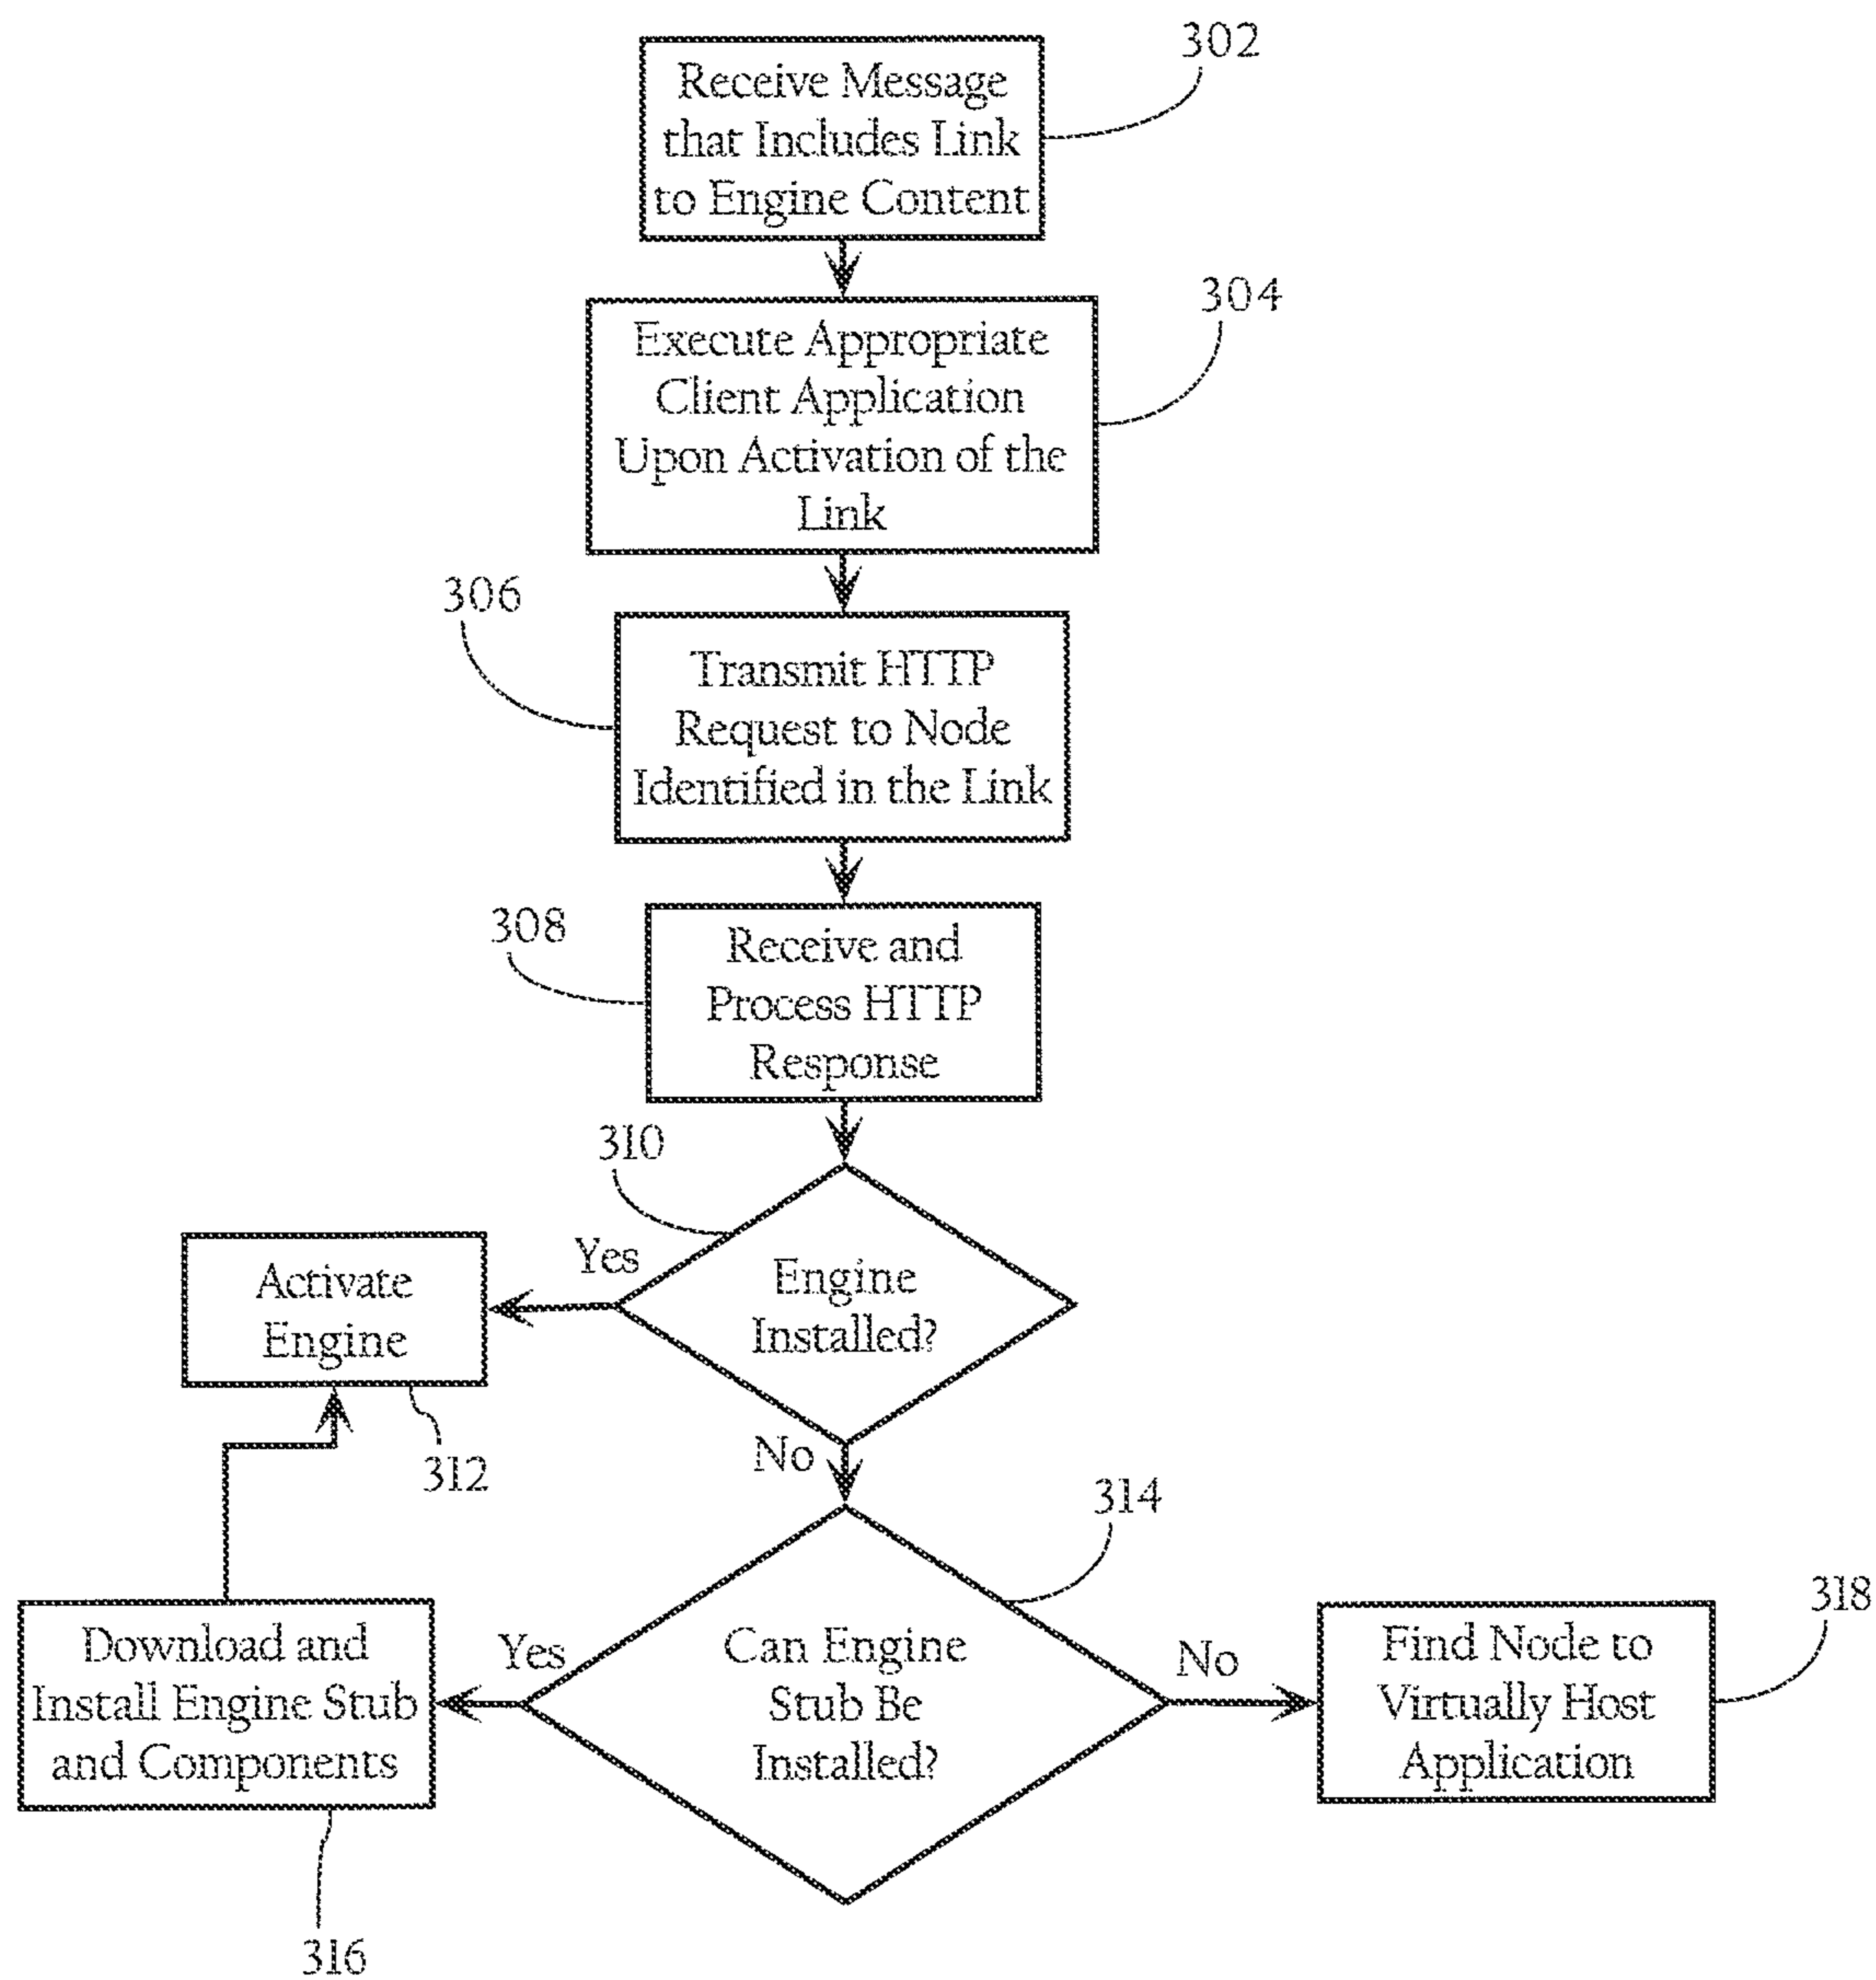 302
Receive Message
that Includes Link
to Engine Content
304
Execute Appropriate
Client Application
Upon Activation of the
Link
306
Transmit HTTP
Request to Node
Identified in the Link
308
Receive and
Process HTTP
Response
310
Yes
Engine
Installed?
Activate
Engine
312
No
314
Can Engine
Stub Be
Installed?
Yes
Download and
Install Engine Stub
and Components
316
No
318
Find Node to
Virtually Host
Application